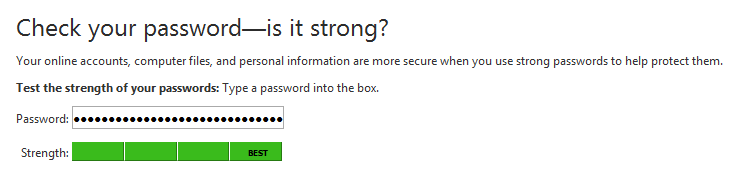 Check your password—is it strong?
Your online accounts, computer files, and personal information are more secure when you use strong passwords to help protect them.
Test the strength of your passwords: Type a password into the box.
Password: ••••••••••••••••••••••••••••••
Strength: BEST